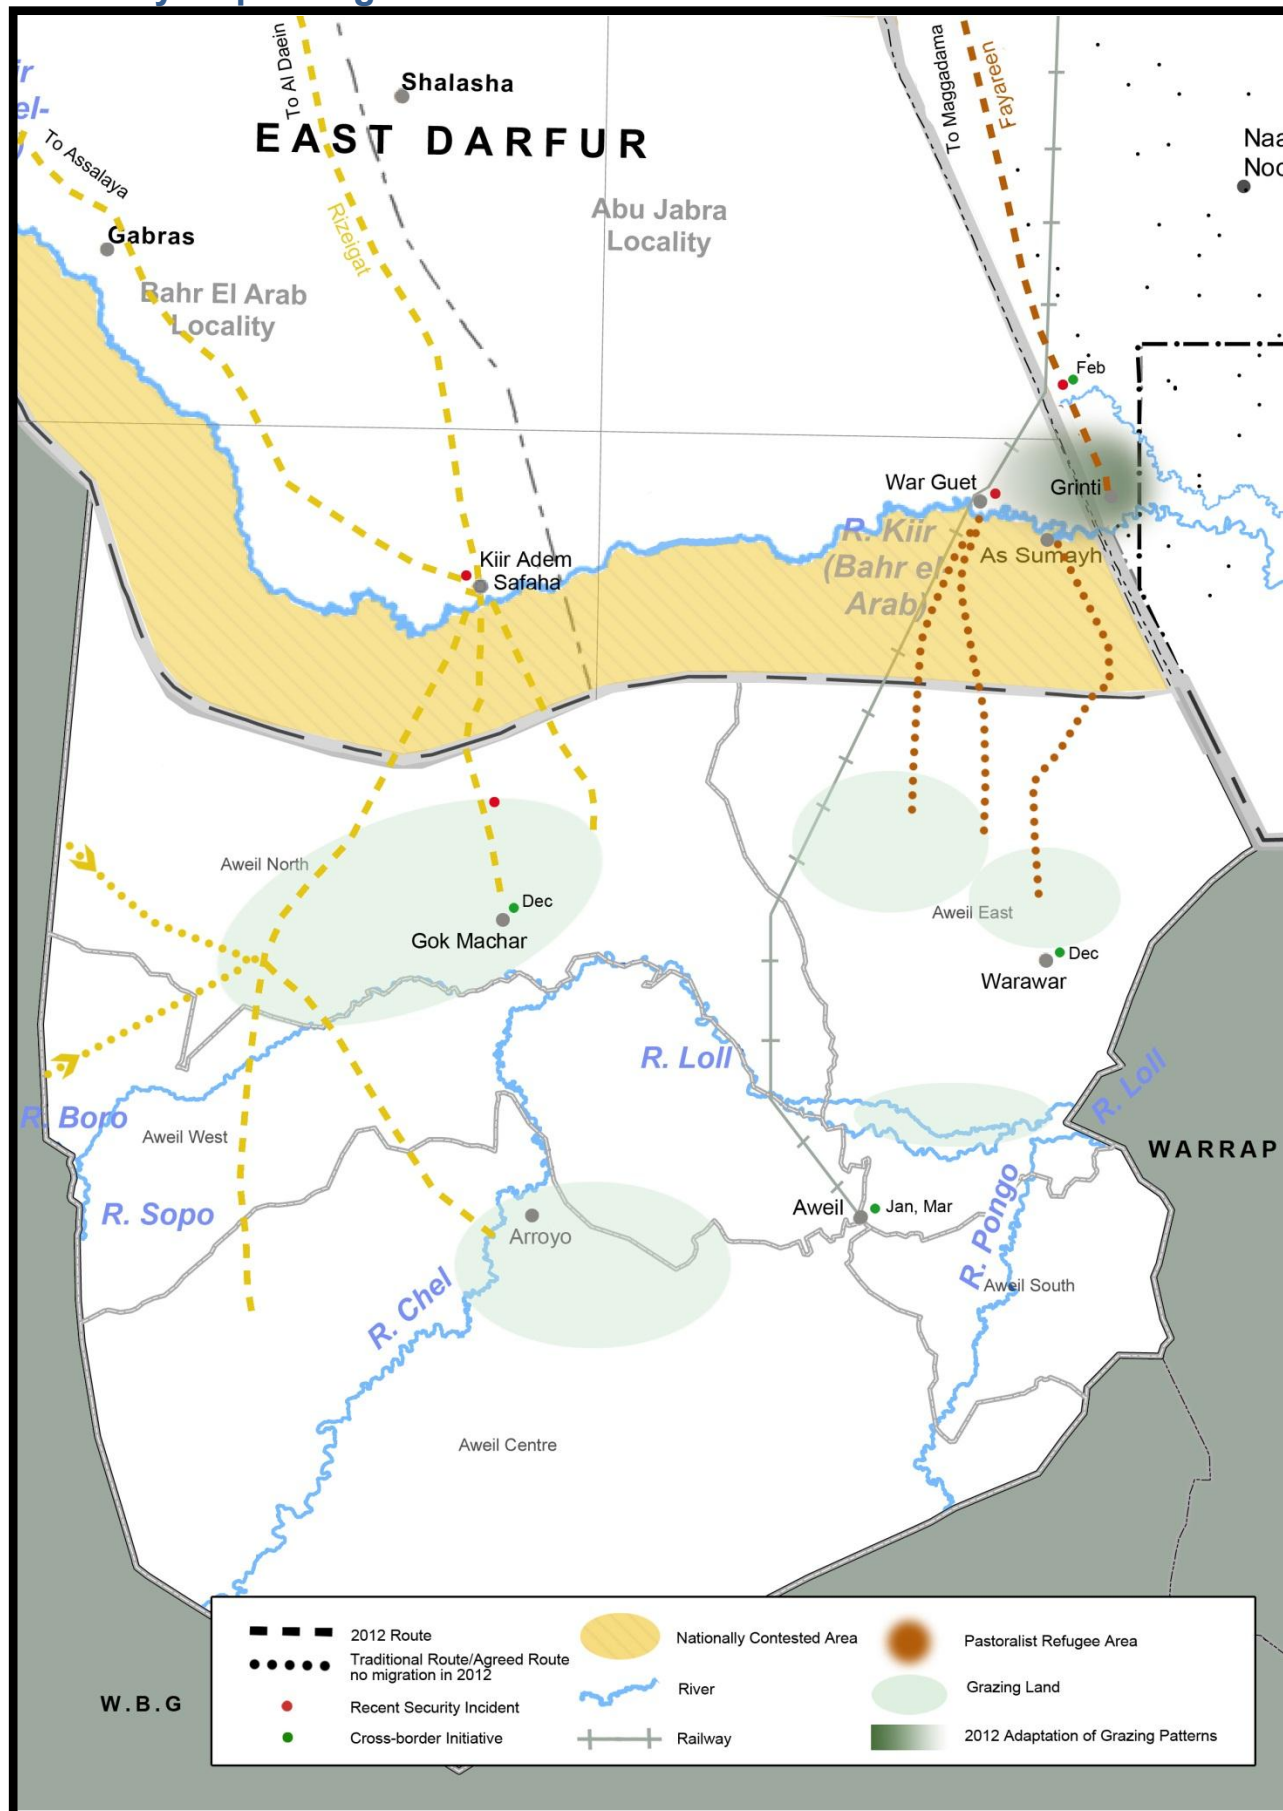 To Al Daein
Shalasha
To Maggadama
Fayareen
ir
el-
)
To Assalaya
EAST DARFUR
Naa
Noo
Rizeigat
Abu Jabra
Locality
Gabras
Bahr El Arab
Locality
Feb
War Guet
Grinti
R. Kiir
(Bahr el
Arab)
As Sumayh
Kiir Adem
Safaha
Aweil North
Dec
Gok Machar
Aweil East
Dec
Warawar
R. Loll
R. Loll
R. Boro
Aweil West
WARRAP
R. Sopo
Aweil
Jan, Mar
R. Pongo
Arroyo
Aweil South
R. Chel
Aweil Centre
W.B.G
2012 Route
Traditional Route/Agreed Route
no migration in 2012
Recent Security Incident
Cross-border Initiative
Nationally Contested Area
River
Railway
Pastoralist Refugee Area
Grazing Land
2012 Adaptation of Grazing Patterns